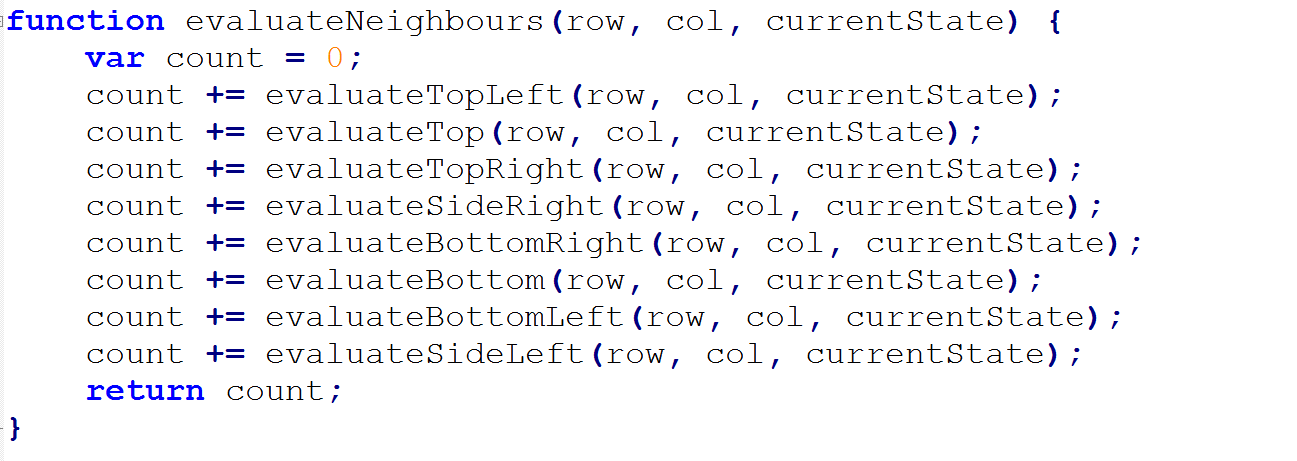 function evaluateNeighbours(row, col, currentState) {
    var count = 0;
    count += evaluateTopLeft(row, col, currentState);
    count += evaluateTop(row, col, currentState);
    count += evaluateTopRight(row, col, currentState);
    count += evaluateSideRight(row, col, currentState);
    count += evaluateBottomRight(row, col, currentState);
    count += evaluateBottom(row, col, currentState);
    count += evaluateBottomLeft(row, col, currentState);
    count += evaluateSideLeft(row, col, currentState);
    return count;
}